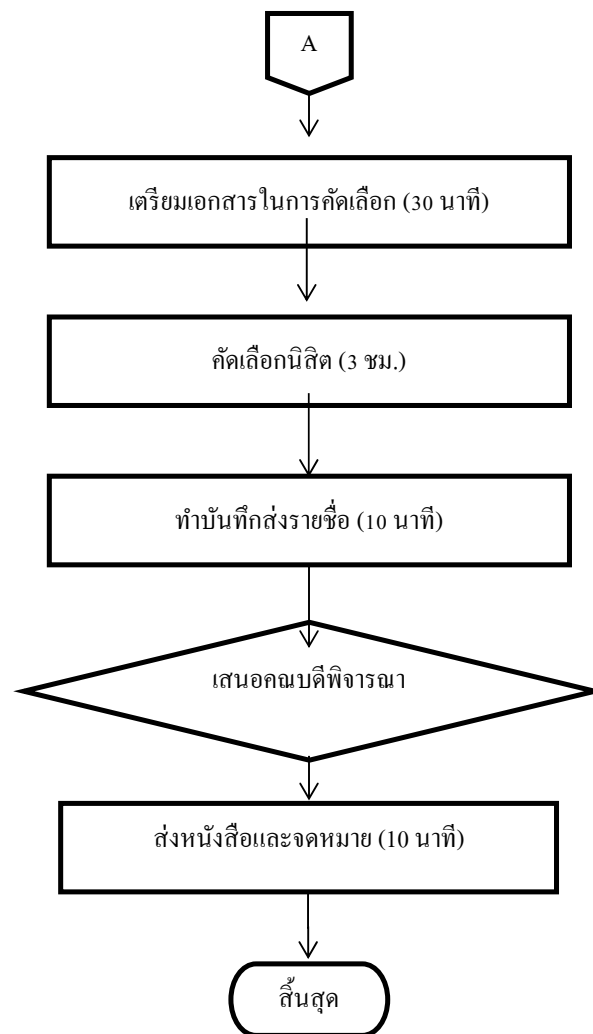 A
เตรียมเอกสารในการคัดเลือก (30 นาที)
คัดเลือกนิสิต (3 ชม.)
ทำบันทึกส่งรายชื่อ (10 นาที)
เสนอคณบดีพิจารณา
ส่งหนังสือและจดหมาย (10 นาที)
สิ้นสุด